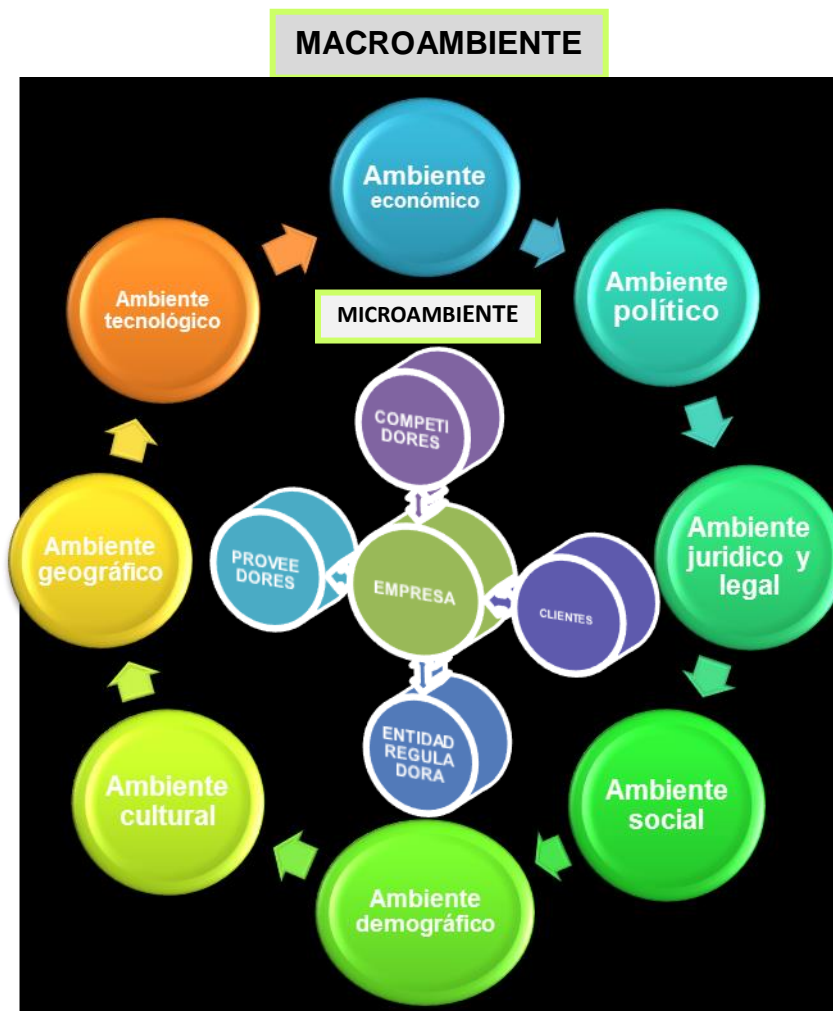 MACROAMBIENTE
Ambiente
económico
Ambiente
político
Ambiente
tecnológico
MICROAMBIENTE
COMPETI
DORES
Ambiente
geográfico
PROVEE
DORES
EMPRESA
CLIENTES
Ambiente
juridico y
legal
ENTIDAD
REGULA
DORA
Ambiente
cultural
Ambiente
social
Ambiente
demográfico